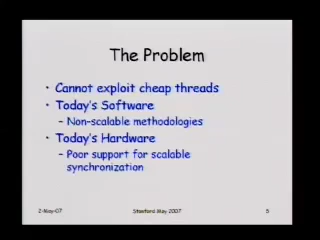 The Problem
• Cannot exploit cheap threads
• Today's Software
– Non-scalable methodologies
• Today's Hardware
– Poor support for scalable
synchronization
2-May-07
Stanford May 2007
5